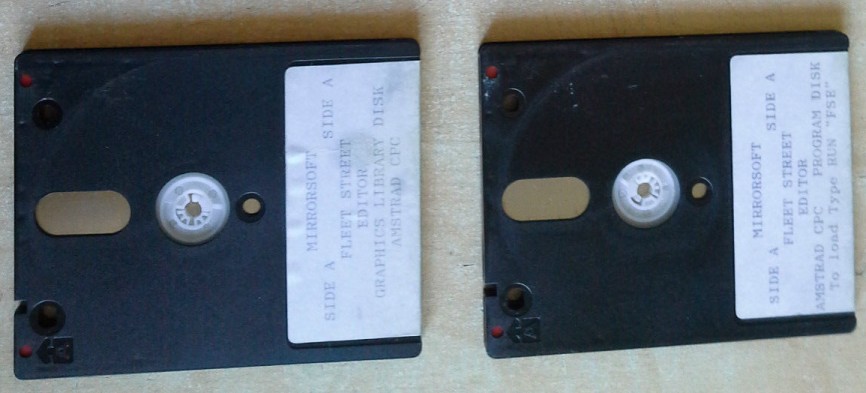 MIRRORSOFT
SIDE A SIDE A
FLEET STREET
EDITOR
GRAPHICS LIBRARY DISK
AMSTRAD CPC
MIRRORSOFT
SIDE A SIDE A
FLEET STREET
EDITOR
AMSTRAD CPC PROGRAM DISK
To load Type RUN "FSE"
A
A